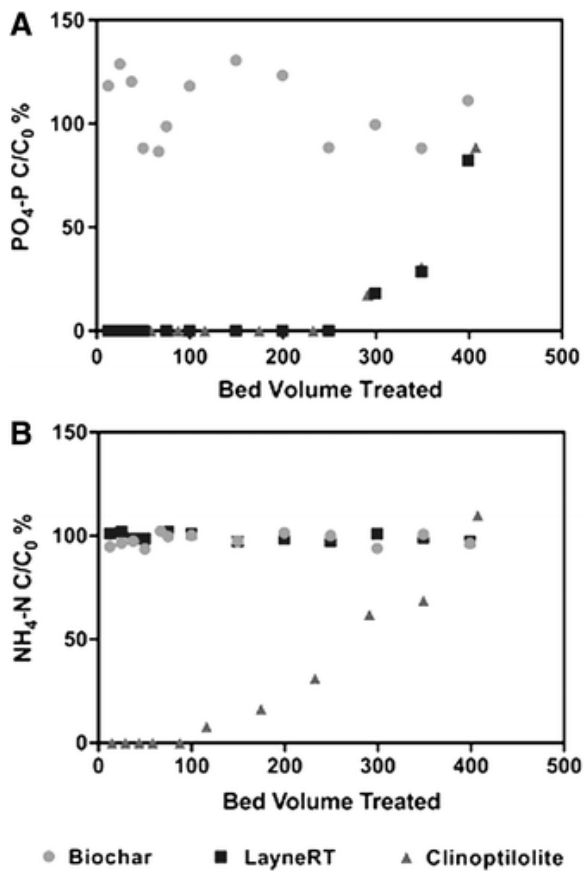 A
150
100
50
0
PO₄-P C/C₀ %
0 100 200 300 400 500
Bed Volume Treated
B
150
100
50
0
NH₄-N C/C₀ %
0 100 200 300 400 500
Bed Volume Treated
Biochar LayneRT Clinoptilolite